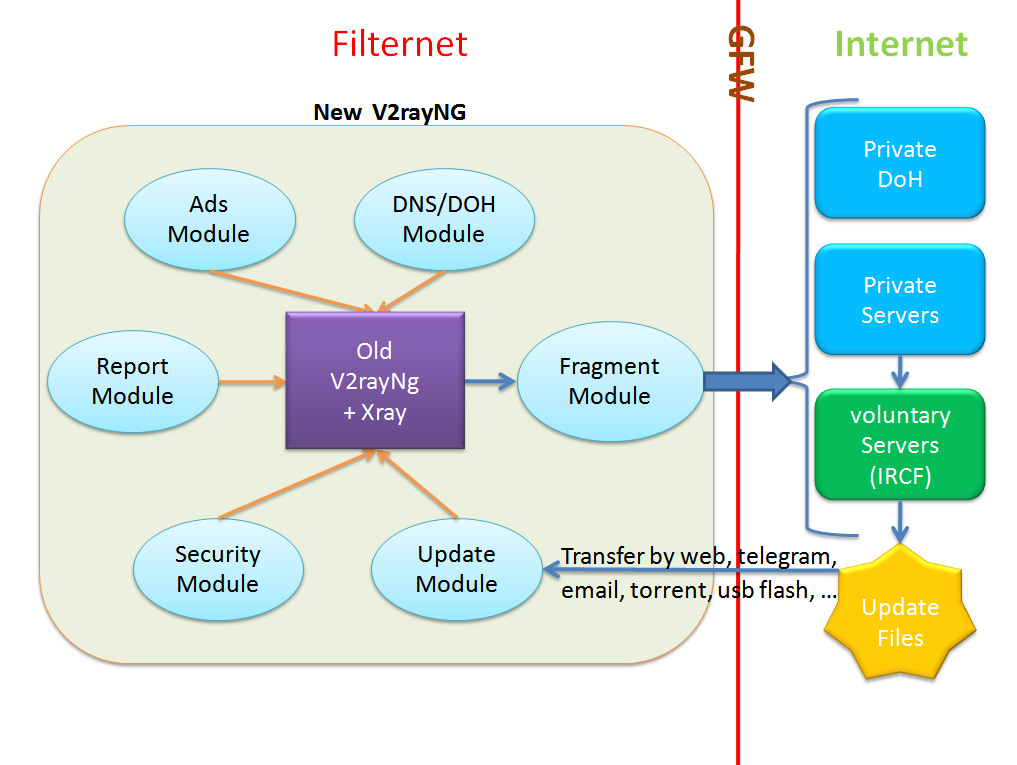 Filternet
GFW
Internet
New V2rayNG
Ads
Module
DNS/DOH
Module
Private
DoH
Private
Servers
Report
Module
Old
V2rayNg
+ Xray
Fragment
Module
voluntary
Servers
(IRCF)
Security
Module
Update
Module
Transfer by web, telegram,
email, torrent, usb flash, ...
Update
Files